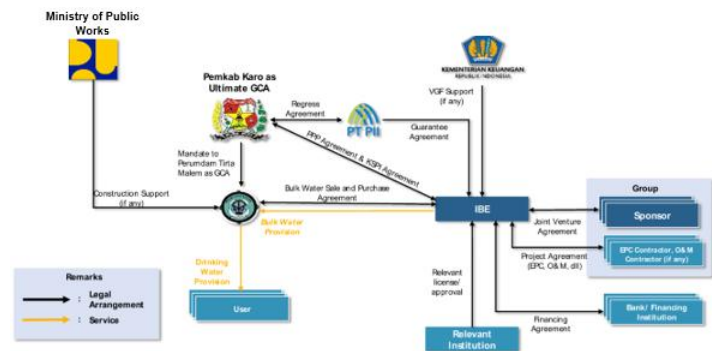 Ministry of Public
Works
Pemkab Karo as
Ultimate GCA
KEMENTERIAN KEUANGAN
REPUBLIK INDONESIA
VGF Support
(if any)
Regress
Agreement
PT PII
Guarantee
Agreement
PPP Agreement & KSPI Agreement
Mandate to
Perumdam Tirta
Malem as GCA
Construction Support
(if any)
Bulk Water Sale and Purchase
Agreement
Bulk Water
Provision
IBE
Group
Sponsor
Joint Venture
Agreement
EPC Contractor, O&M
Contractor (if any)
Project Agreement
(EPC, O&M, dll)
Drinking
Water
Provision
User
Relevant
license/
approval
Relevant
Institution
Financing
Agreement
Bank/ Financing
Institution
Remarks
: Legal
Arrangement
: Service